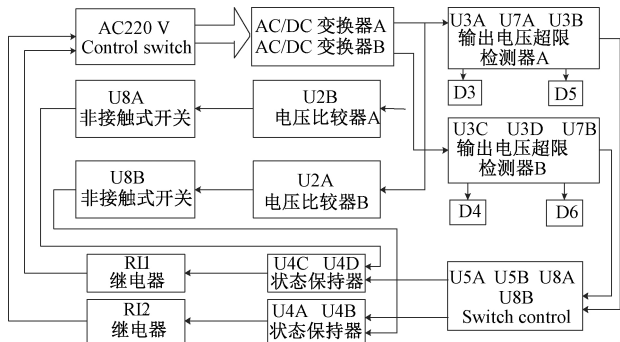 AC220 V
Control switch
AC/DC 变换器A
AC/DC 变换器B
U3A U7A U3B
输出电压超限
检测器A
D3
D5
U8A
非接触式开关
U2B
电压比较器A
U3C U3D U7B
输出电压超限
检测器B
D4
D6
U8B
非接触式开关
U2A
电压比较器B
RI1
继电器
U4C U4D
状态保持器
U5A U5B U8A
U8B
Switch control
RI2
继电器
U4A U4B
状态保持器